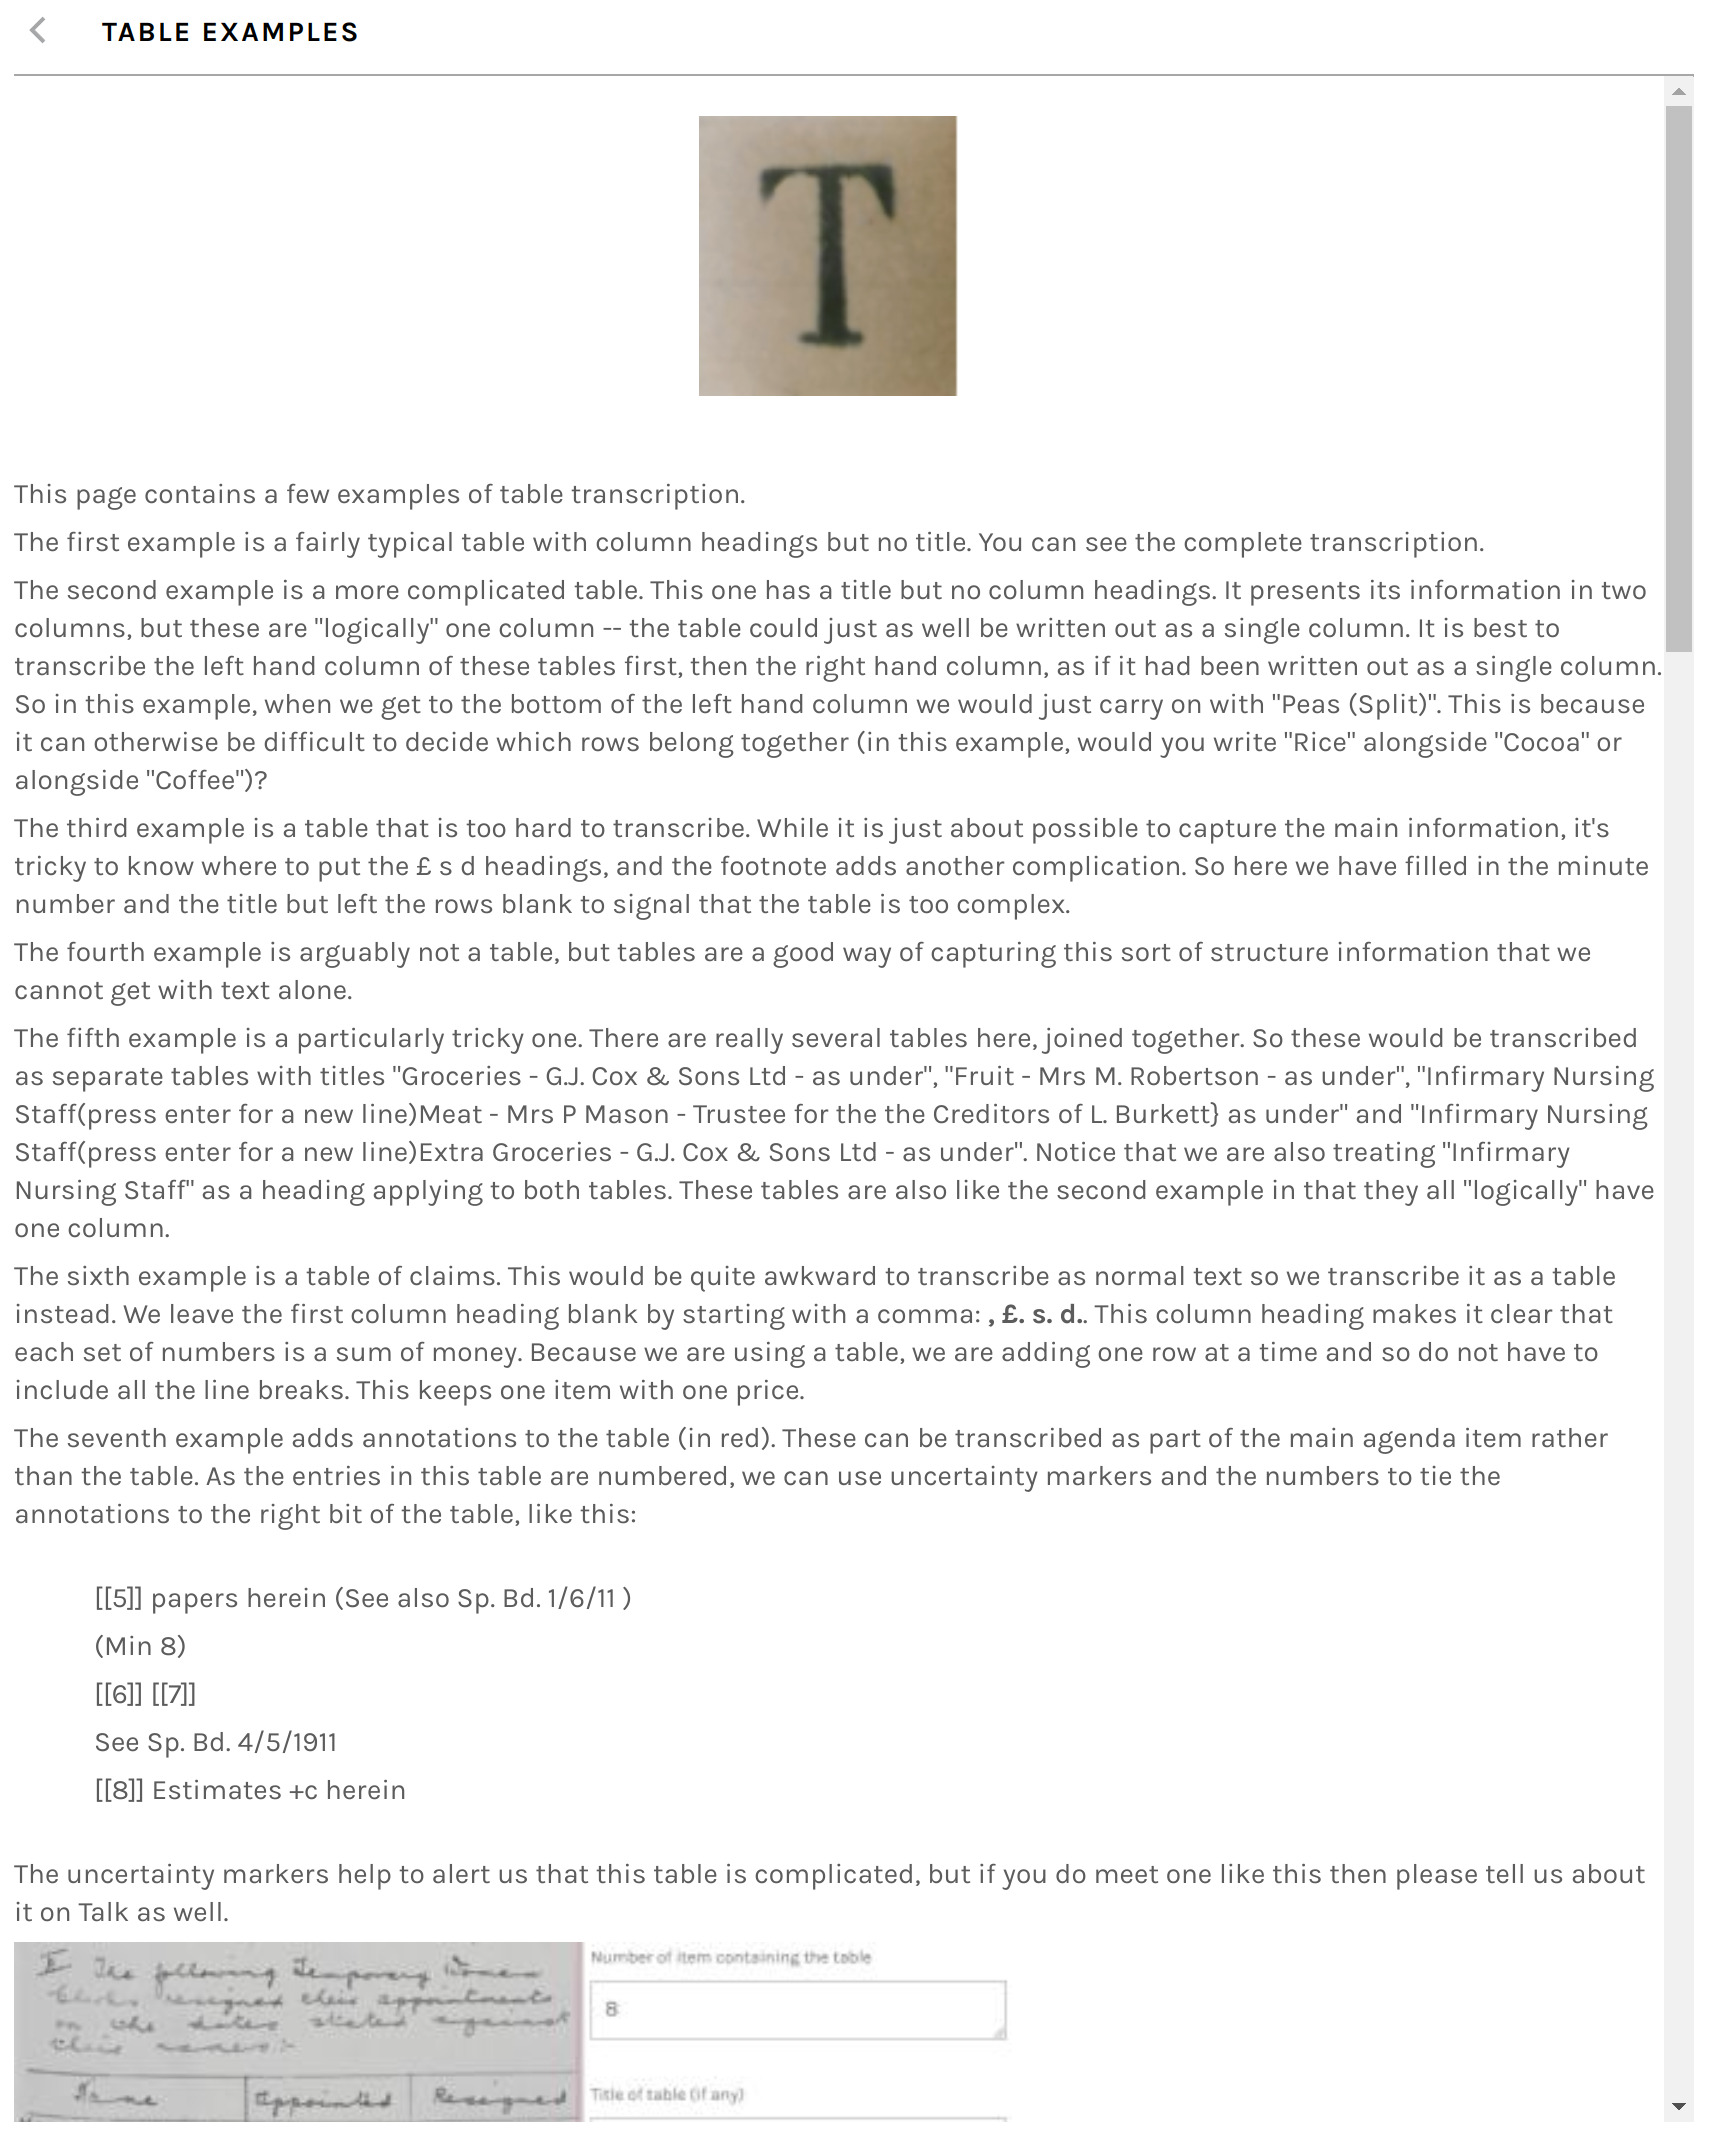 TABLE EXAMPLES
T
This page contains a few examples of table transcription.
The first example is a fairly typical table with column headings but no title. You can see the complete transcription.
The second example is a more complicated table. This one has a title but no column headings. It presents its information in two
columns, but these are "logically" one column -- the table could just as well be written out as a single column. It is best to
transcribe the left hand column of these tables first, then the right hand column, as if it had been written out as a single column.
So in this example, when we get to the bottom of the left hand column we would just carry on with "Peas (Split)". This is because
it can otherwise be difficult to decide which rows belong together (in this example, would you write "Rice" alongside "Cocoa" or
alongside "Coffee")?
The third example is a table that is too hard to transcribe. While it is just about possible to capture the main information, it's
tricky to know where to put the £ s d headings, and the footnote adds another complication. So here we have filled in the minute
number and the title but left the rows blank to signal that the table is too complex.
The fourth example is arguably not a table, but tables are a good way of capturing this sort of structure information that we
cannot get with text alone.
The fifth example is a particularly tricky one. There are really several tables here, joined together. So these would be transcribed
as separate tables with titles "Groceries - G.J. Cox & Sons Ltd - as under", "Fruit - Mrs M. Robertson - as under", "Infirmary Nursing
Staff(press enter for a new line)Meat - Mrs P Mason - Trustee for the the Creditors of L. Burkett} as under" and "Infirmary Nursing
Staff(press enter for a new line)Extra Groceries - G.J. Cox & Sons Ltd - as under". Notice that we are also treating "Infirmary
Nursing Staff" as a heading applying to both tables. These tables are also like the second example in that they all "logically" have
one column.
The sixth example is a table of claims. This would be quite awkward to transcribe as normal text so we transcribe it as a table
instead. We leave the first column heading blank by starting with a comma: , £. s. d.. This column heading makes it clear that
each set of numbers is a sum of money. Because we are using a table, we are adding one row at a time and so do not have to
include all the line breaks. This keeps one item with one price.
The seventh example adds annotations to the table (in red). These can be transcribed as part of the main agenda item rather
than the table. As the entries in this table are numbered, we can use uncertainty markers and the numbers to tie the
annotations to the right bit of the table, like this:
[[5]] papers herein (See also Sp. Bd. 1/6/11 )
(Min 8)
[[6]] [[7]]
See Sp. Bd. 4/5/1911
[[8]] Estimates +c herein
The uncertainty markers help to alert us that this table is complicated, but if you do meet one like this then please tell us about
it on Talk as well.
The following Temporary Women
Clerks resigned their appointments
on the dates stated against
their names:-
Name Appointed Resigned
Number of item containing the table
8
Title of table (if any)